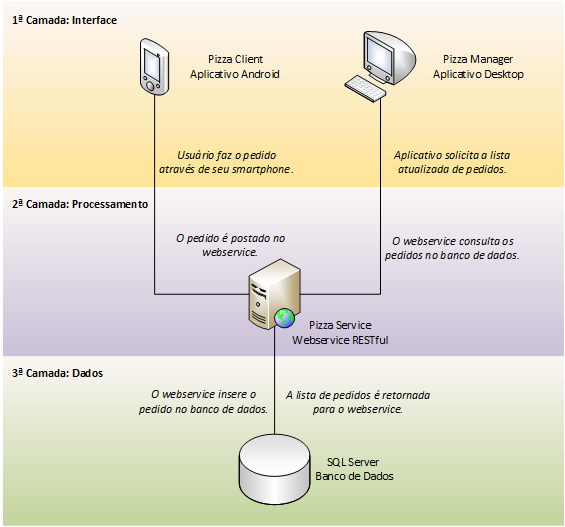 1ª Camada: Interface
Pizza Client
Aplicativo Android
Pizza Manager
Aplicativo Desktop
Usuário faz o pedido
através de seu smartphone.
Aplicativo solicita a lista
atualizada de pedidos.
2ª Camada: Processamento
O pedido é postado no
webservice.
O webservice consulta os
pedidos no banco de dados.
Pizza Service
Webservice RESTful
3ª Camada: Dados
O webservice insere o
pedido no banco de dados.
A lista de pedidos é retornada
para o webservice.
SQL Server
Banco de Dados